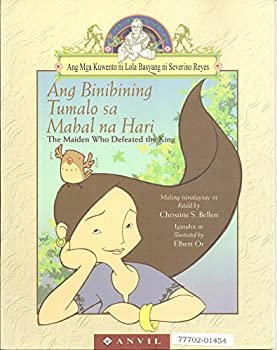 Ang Mga Kuwento ni Lola Basyang ni Severino Reyes
Ang Binibining
Tumalo sa
Mahal na Hari
The Maiden Who Defeated the King
Muling isinalaysay ni
Retold by
Christine S. Bellen
Iginuhit ni
Illustrated by
Elbert Or
ANVIL
77702-01454